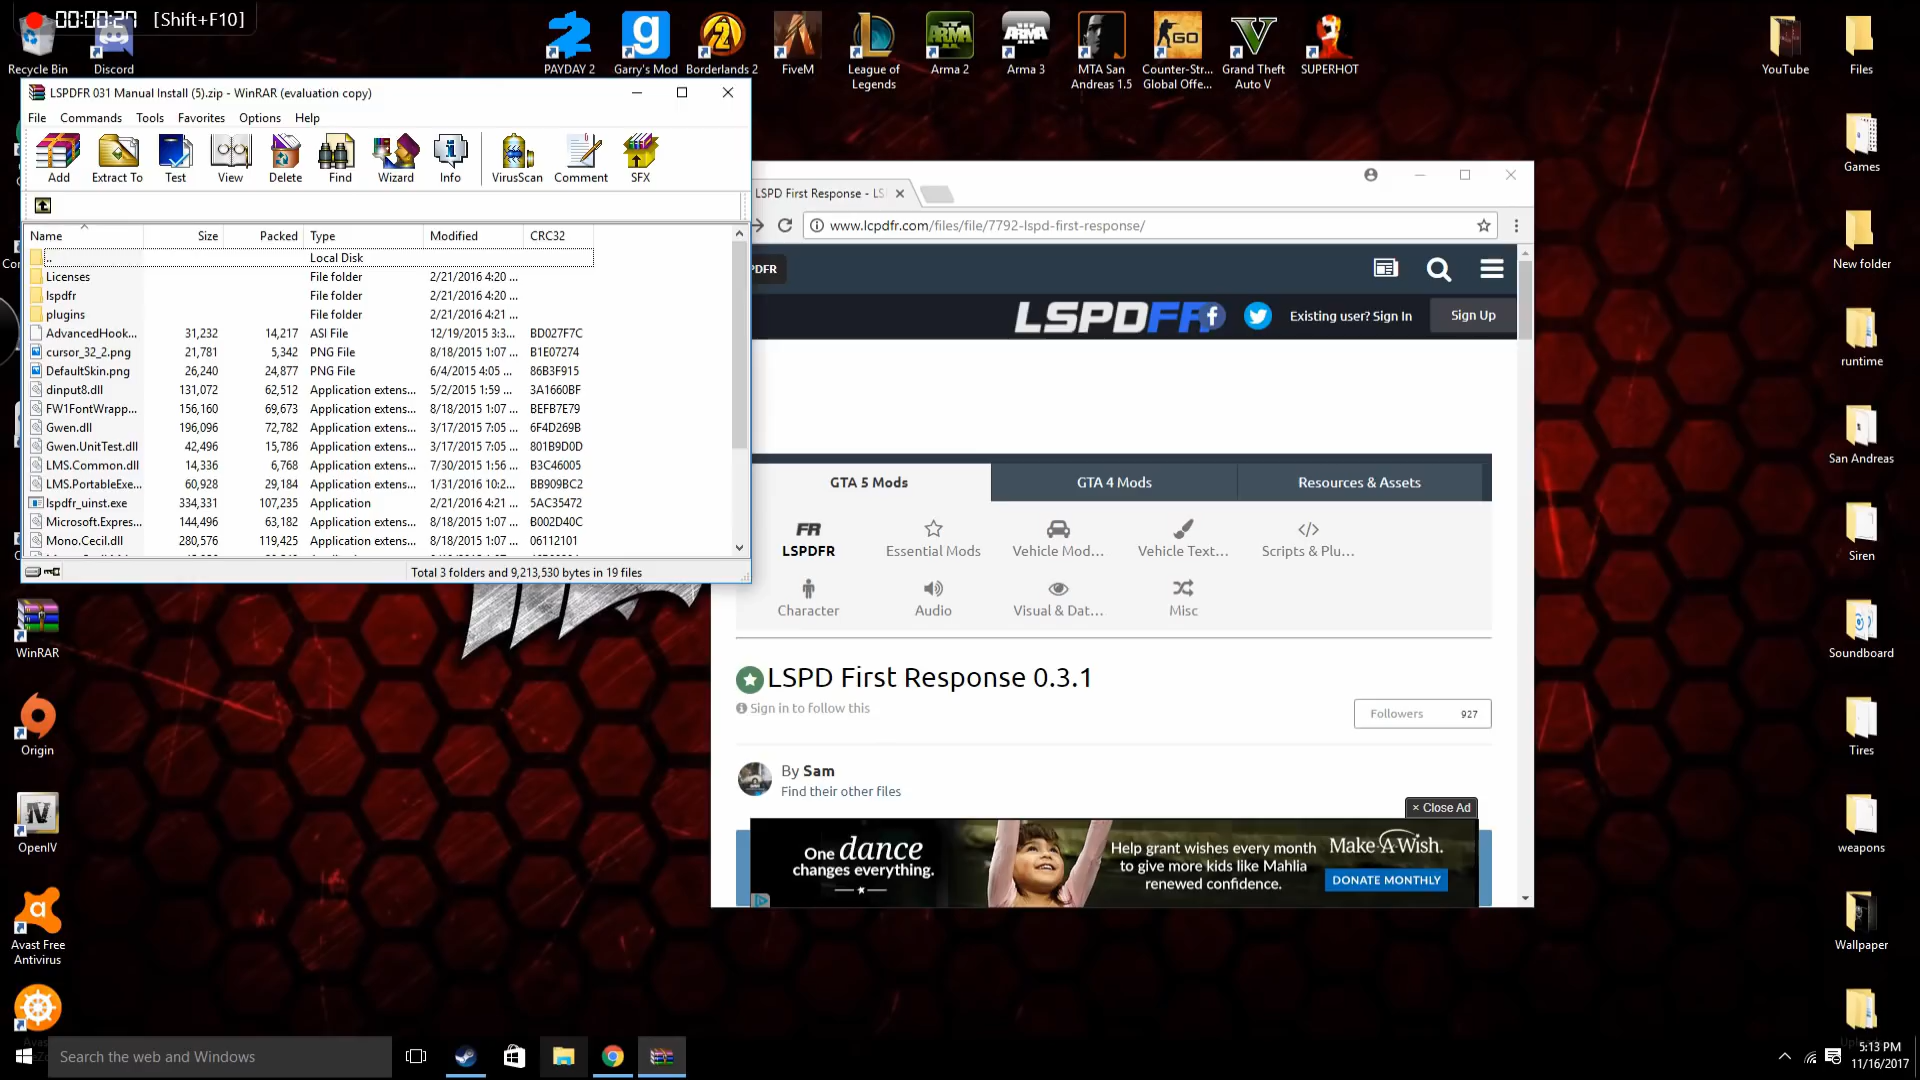 00:00:27 [Shift+F10]
Recycle Bin
Discord
PAYDAY 2
Garry's Mod
Borderlands 2
FiveM
League of
Legends
Arma 2
Arma 3
MTA San
Andreas 1.5
Counter-Str...
Global Offe...
Grand Theft
Auto V
SUPERHOT
YouTube
Files
LSPDFR 031 Manual Install (5).zip - WinRAR (evaluation copy)
File Commands Tools Favorites Options Help
Add Extract To Test View Delete Find Wizard Info VirusScan Comment SFX
Name Size Packed Type Modified CRC32
.. Local Disk
Licenses File folder 2/21/2016 4:20 ...
lspdfr File folder 2/21/2016 4:20 ...
plugins File folder 2/21/2016 4:21 ...
AdvancedHook... 31,232 14,217 ASI File 12/19/2015 3:3... BD027F7C
cursor_32_2.png 21,781 5,342 PNG File 8/18/2015 1:07 ... B1E07274
DefaultSkin.png 26,240 24,877 PNG File 6/4/2015 4:05 ... 86B3F915
dinput8.dll 131,072 62,512 Application extens... 5/2/2015 1:59 ... 3A1660BF
FW1FontWrapp... 156,160 69,673 Application extens... 8/18/2015 1:07 ... BEFB7E79
Gwen.dll 196,096 72,782 Application extens... 3/17/2015 7:05 ... 6F4D269B
Gwen.UnitTest.dll 42,496 15,786 Application extens... 3/17/2015 7:05 ... 801B9D0D
LMS.Common.dll 14,336 6,768 Application extens... 7/30/2015 1:56 ... B3C46005
LMS.PortableExe... 60,928 29,184 Application extens... 1/31/2016 10:2... BB909BC2
lspdfr_uinst.exe 334,331 107,235 Application 2/21/2016 4:21 ... 5AC35472
Microsoft.Expres... 144,496 63,182 Application extens... 8/18/2015 1:07 ... B002D40C
Mono.Cecil.dll 280,576 119,425 Application extens... 8/18/2015 1:07 ... 06112101
Total 3 folders and 9,213,530 bytes in 19 files
LSPD First Response - LS
www.lcpdfr.com/files/file/7792-lspd-first-response/
PDFR
LSPDFR
Existing user? Sign In
Sign Up
GTA 5 Mods
GTA 4 Mods
Resources & Assets
FR
LSPDFR
Essential Mods
Vehicle Mod...
Vehicle Text...
Scripts & Plu...
Character
Audio
Visual & Dat...
Misc
LSPD First Response 0.3.1
Sign in to follow this
Followers 927
By Sam
Find their other files
× Close Ad
One dance
changes everything.
Help grant wishes every month
to give more kids like Mahlia
renewed confidence.
Make-A-Wish.
DONATE MONTHLY
WinRAR
Origin
OpenIV
Avast Free
Antivirus
Games
New folder
runtime
San Andreas
Siren
Soundboard
Tires
weapons
Wallpaper
Search the web and Windows
5:13 PM
11/16/2017